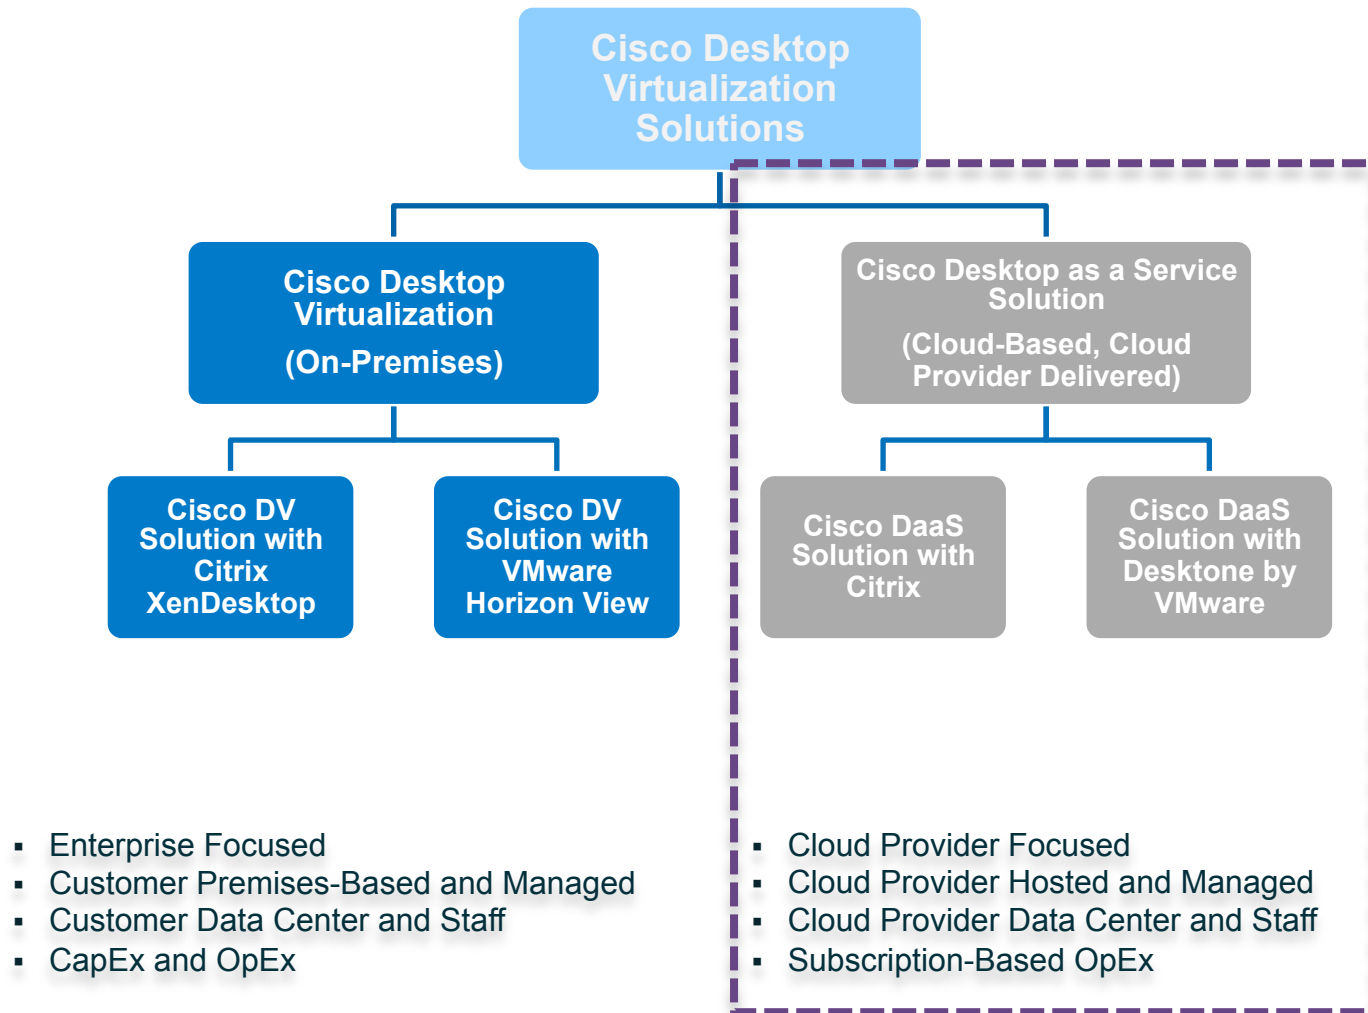 Cisco Desktop
Virtualization
Solutions
Cisco Desktop
Virtualization
(On-Premises)
Cisco Desktop as a Service
Solution
(Cloud-Based, Cloud
Provider Delivered)
Cisco DV
Solution with
Citrix
XenDesktop
Cisco DV
Solution with
VMware
Horizon View
Cisco DaaS
Solution with
Citrix
Cisco DaaS
Solution with
Desktone by
VMware
▪ Enterprise Focused
▪ Customer Premises-Based and Managed
▪ Customer Data Center and Staff
▪ CapEx and OpEx
▪ Cloud Provider Focused
▪ Cloud Provider Hosted and Managed
▪ Cloud Provider Data Center and Staff
▪ Subscription-Based OpEx